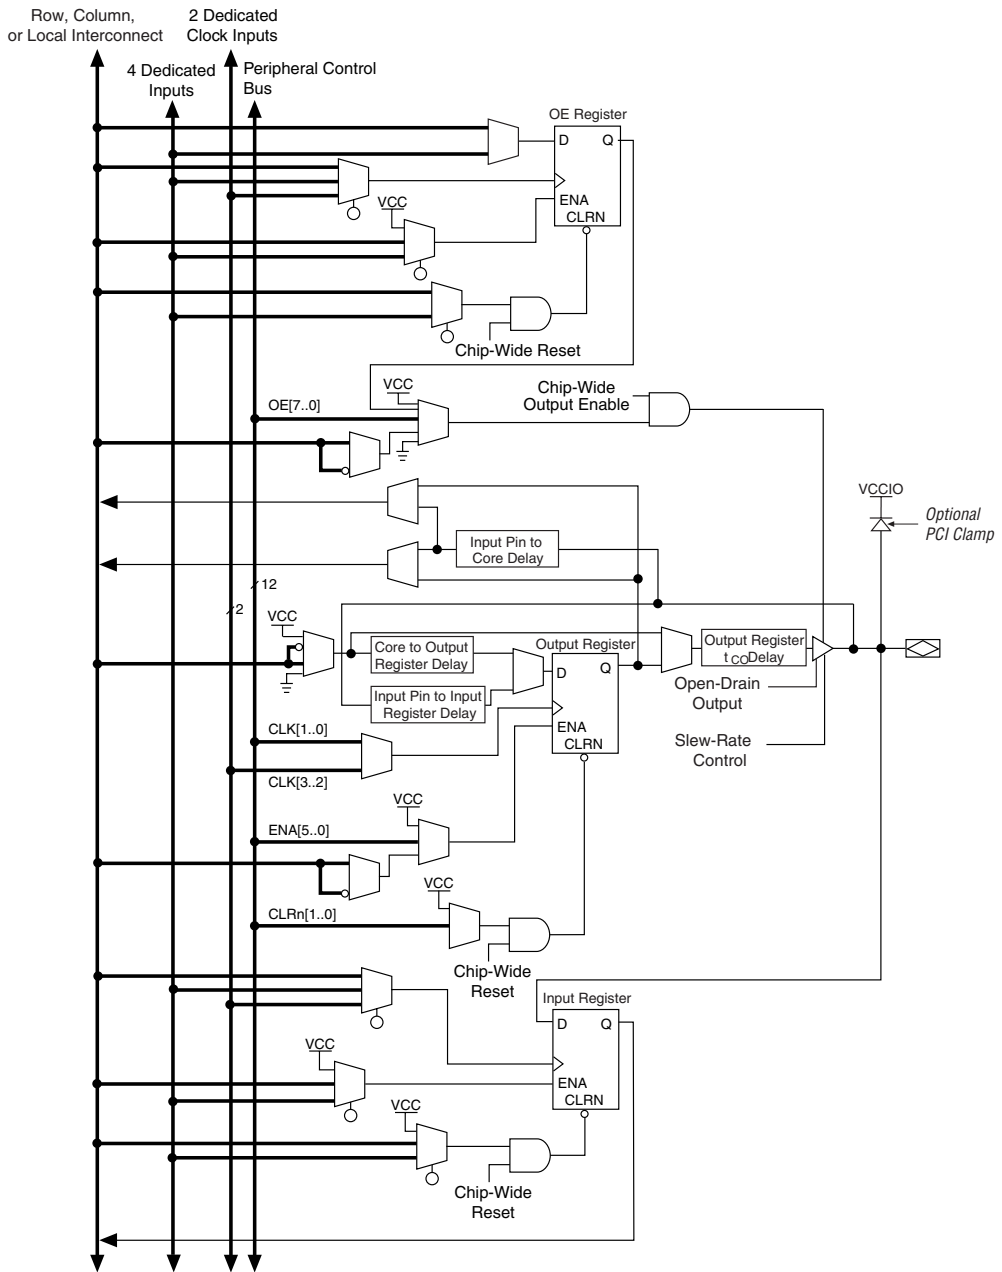 Row, Column,
or Local Interconnect
2 Dedicated
Clock Inputs
4 Dedicated
Inputs
Peripheral Control
Bus
OE Register
D
Q
ENA
CLRN
VCC
Chip-Wide Reset
VCC
OE[7..0]
Chip-Wide
Output Enable
VCCIO
Optional
PCI Clamp
Input Pin to
Core Delay
12
2
VCC
Core to Output
Register Delay
Input Pin to Input
Register Delay
Output Register
D
Q
ENA
CLRN
Output Register
t CO Delay
Open-Drain
Output
Slew-Rate
Control
CLK[1..0]
CLK[3..2]
VCC
ENA[5..0]
VCC
CLRn[1..0]
Chip-Wide
Reset
Input Register
D
Q
ENA
CLRN
VCC
VCC
Chip-Wide
Reset